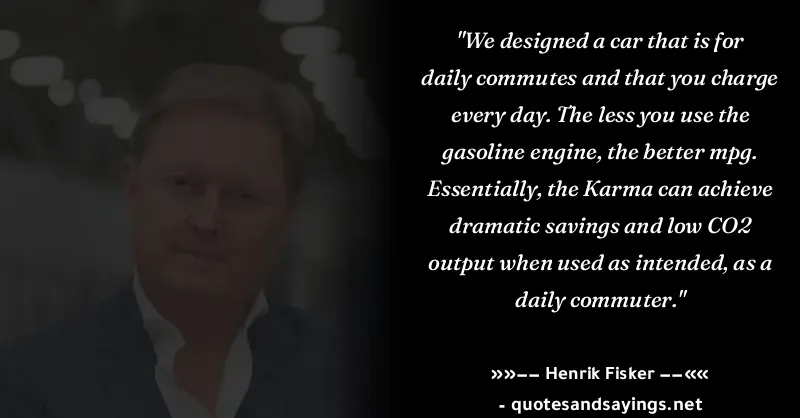 "We designed a car that is for
daily commutes and that you charge
every day. The less you use the
gasoline engine, the better mpg.
Essentially, the Karma can achieve
dramatic savings and low CO2
output when used as intended, as a
daily commuter."
»»−− Henrik Fisker −−««
- quotesandsayings.net